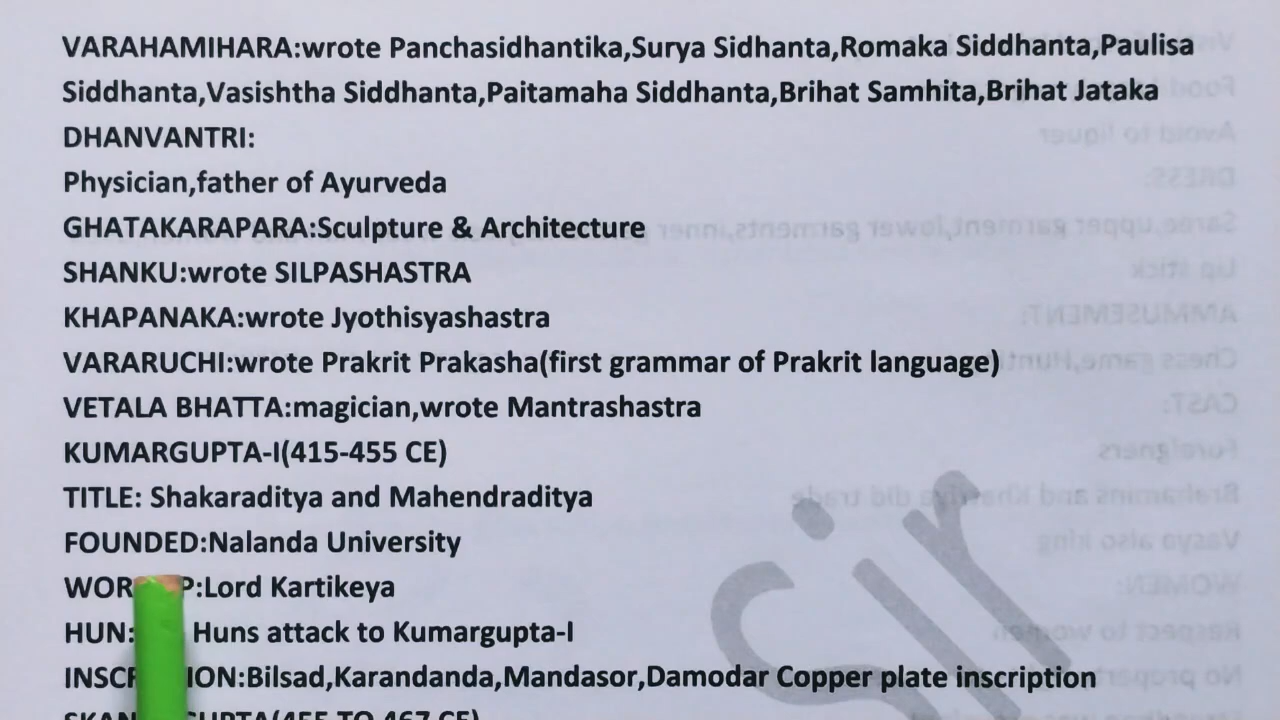 VARAHAMIHARA:wrote Panchasidhantika,Surya Sidhanta,Romaka Siddhanta,Paulisa
Siddhanta,Vasishtha Siddhanta,Paitamaha Siddhanta,Brihat Samhita,Brihat Jataka
DHANVANTRI:
Physician,father of Ayurveda
GHATAKARAPARA:Sculpture & Architecture
SHANKU:wrote SILPASHASTRA
KHAPANAKA:wrote Jyothisyashastra
VARARUCHI:wrote Prakrit Prakasha(first grammar of Prakrit language)
VETALA BHATTA:magician,wrote Mantrashastra
KUMARGUPTA-I(415-455 CE)
TITLE: Shakaraditya and Mahendraditya
FOUNDED:Nalanda University
Lord Kartikeya
HUN: Huns attack to Kumargupta-I
Bilsad,Karandanda,Mandasor,Damodar Copper plate inscription
Sir